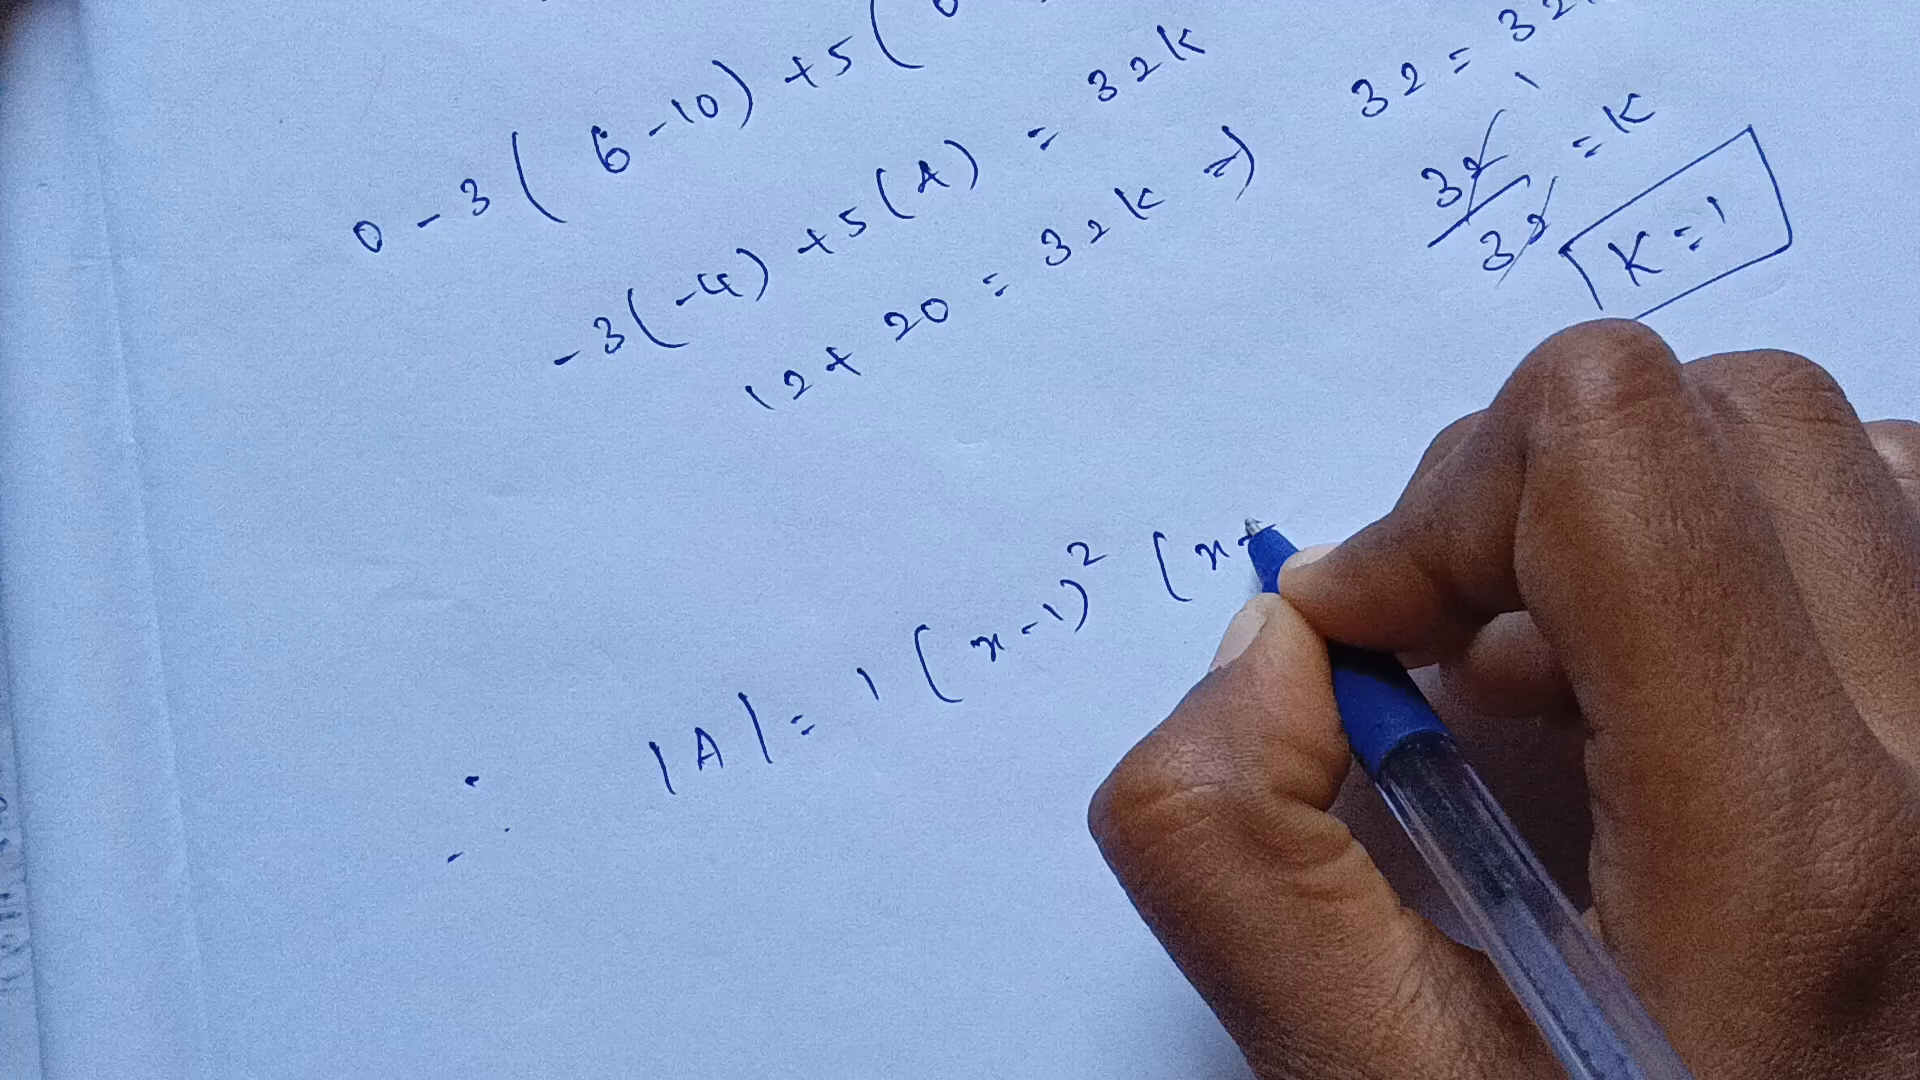 0 - 3 ( 6 - 10) + 5 (
- 3 ( -4) + 5 (4) = 32K
12 + 20 = 32K ⇒
32 = 32
32/32 = K
1
K = 1
∴ |A| = 1 (x - 1)² (x +